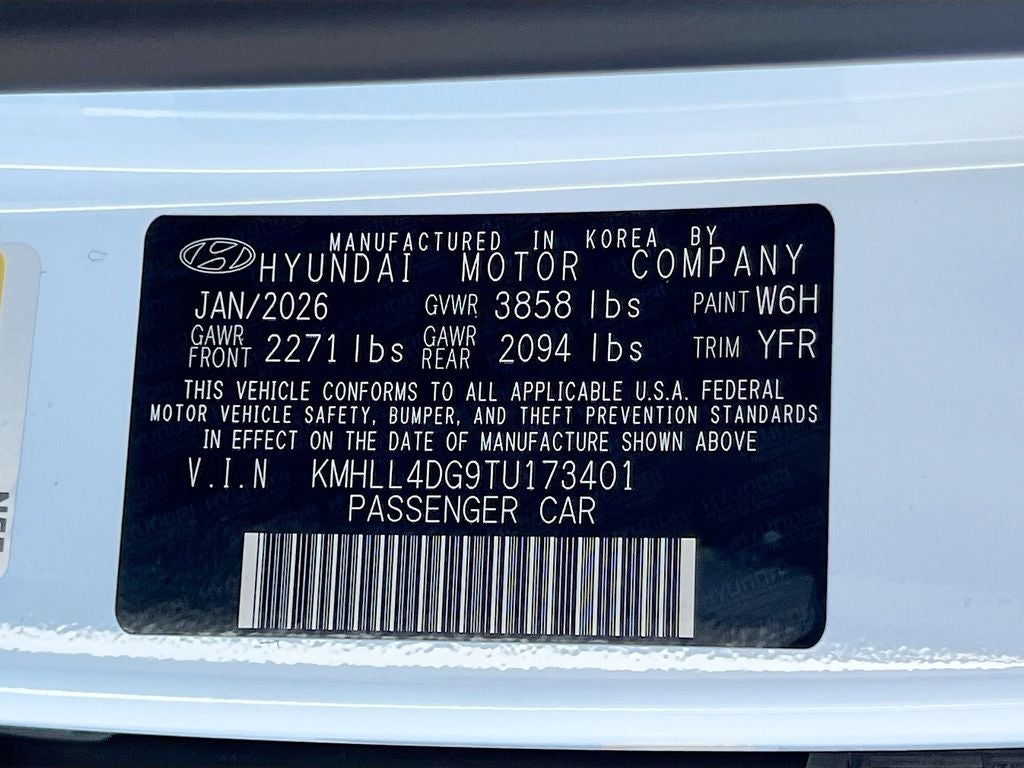 MANUFACTURED IN KOREA BY
HYUNDAI MOTOR COMPANY
JAN/2026 GVWR 3858 lbs PAINT W6H
GAWR FRONT 2271 lbs GAWR REAR 2094 lbs TRIM YFR
THIS VEHICLE CONFORMS TO ALL APPLICABLE U.S.A. FEDERAL
MOTOR VEHICLE SAFETY, BUMPER, AND THEFT PREVENTION STANDARDS
IN EFFECT ON THE DATE OF MANUFACTURE SHOWN ABOVE
V.I.N KMHLL4DG9TU173401
PASSENGER CAR